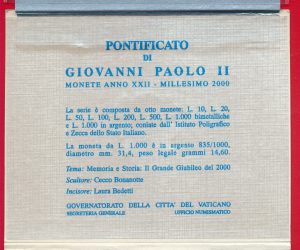 PONTIFICATO
DI
GIOVANNI PAOLO II
MONETE ANNO XXII - MILLESIMO 2000
La serie è composta da otto monete: L. 10, L. 20,
L. 50, L. 100, L. 200, L. 500, L. 1.000 bimetalliche
e L. 1.000 in argento; coniate dall'Istituto Poligrafico
e Zecca dello Stato Italiano.
La moneta da L. 1.000 è in argento 835/1000,
diametro mm. 31,4, peso legale grammi 14,60.
Tema: Memoria e Storia: Il Grande Giubileo del 2000
Scultore: Cecco Bonanotte
Incisore: Laura Bedetti
GOVERNATORATO DELLA CITTA' DEL VATICANO
SEGRETERIA GENERALE UFFICIO NUMISMATICO